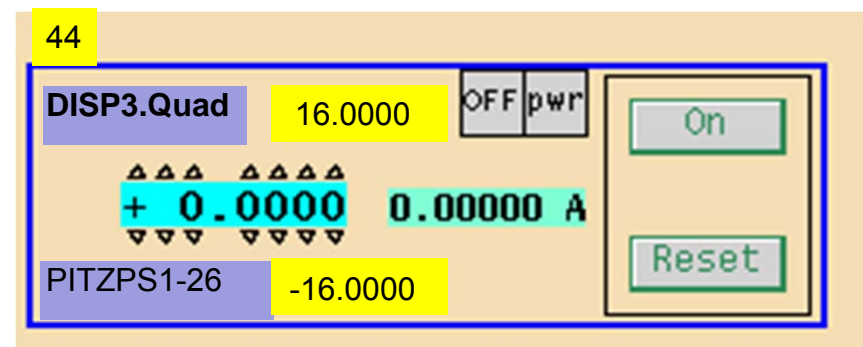 44
DISP3.Quad 16.0000 OFF pwr On
+ 0.0000 0.00000 A
PITZPS1-26 -16.0000 Reset